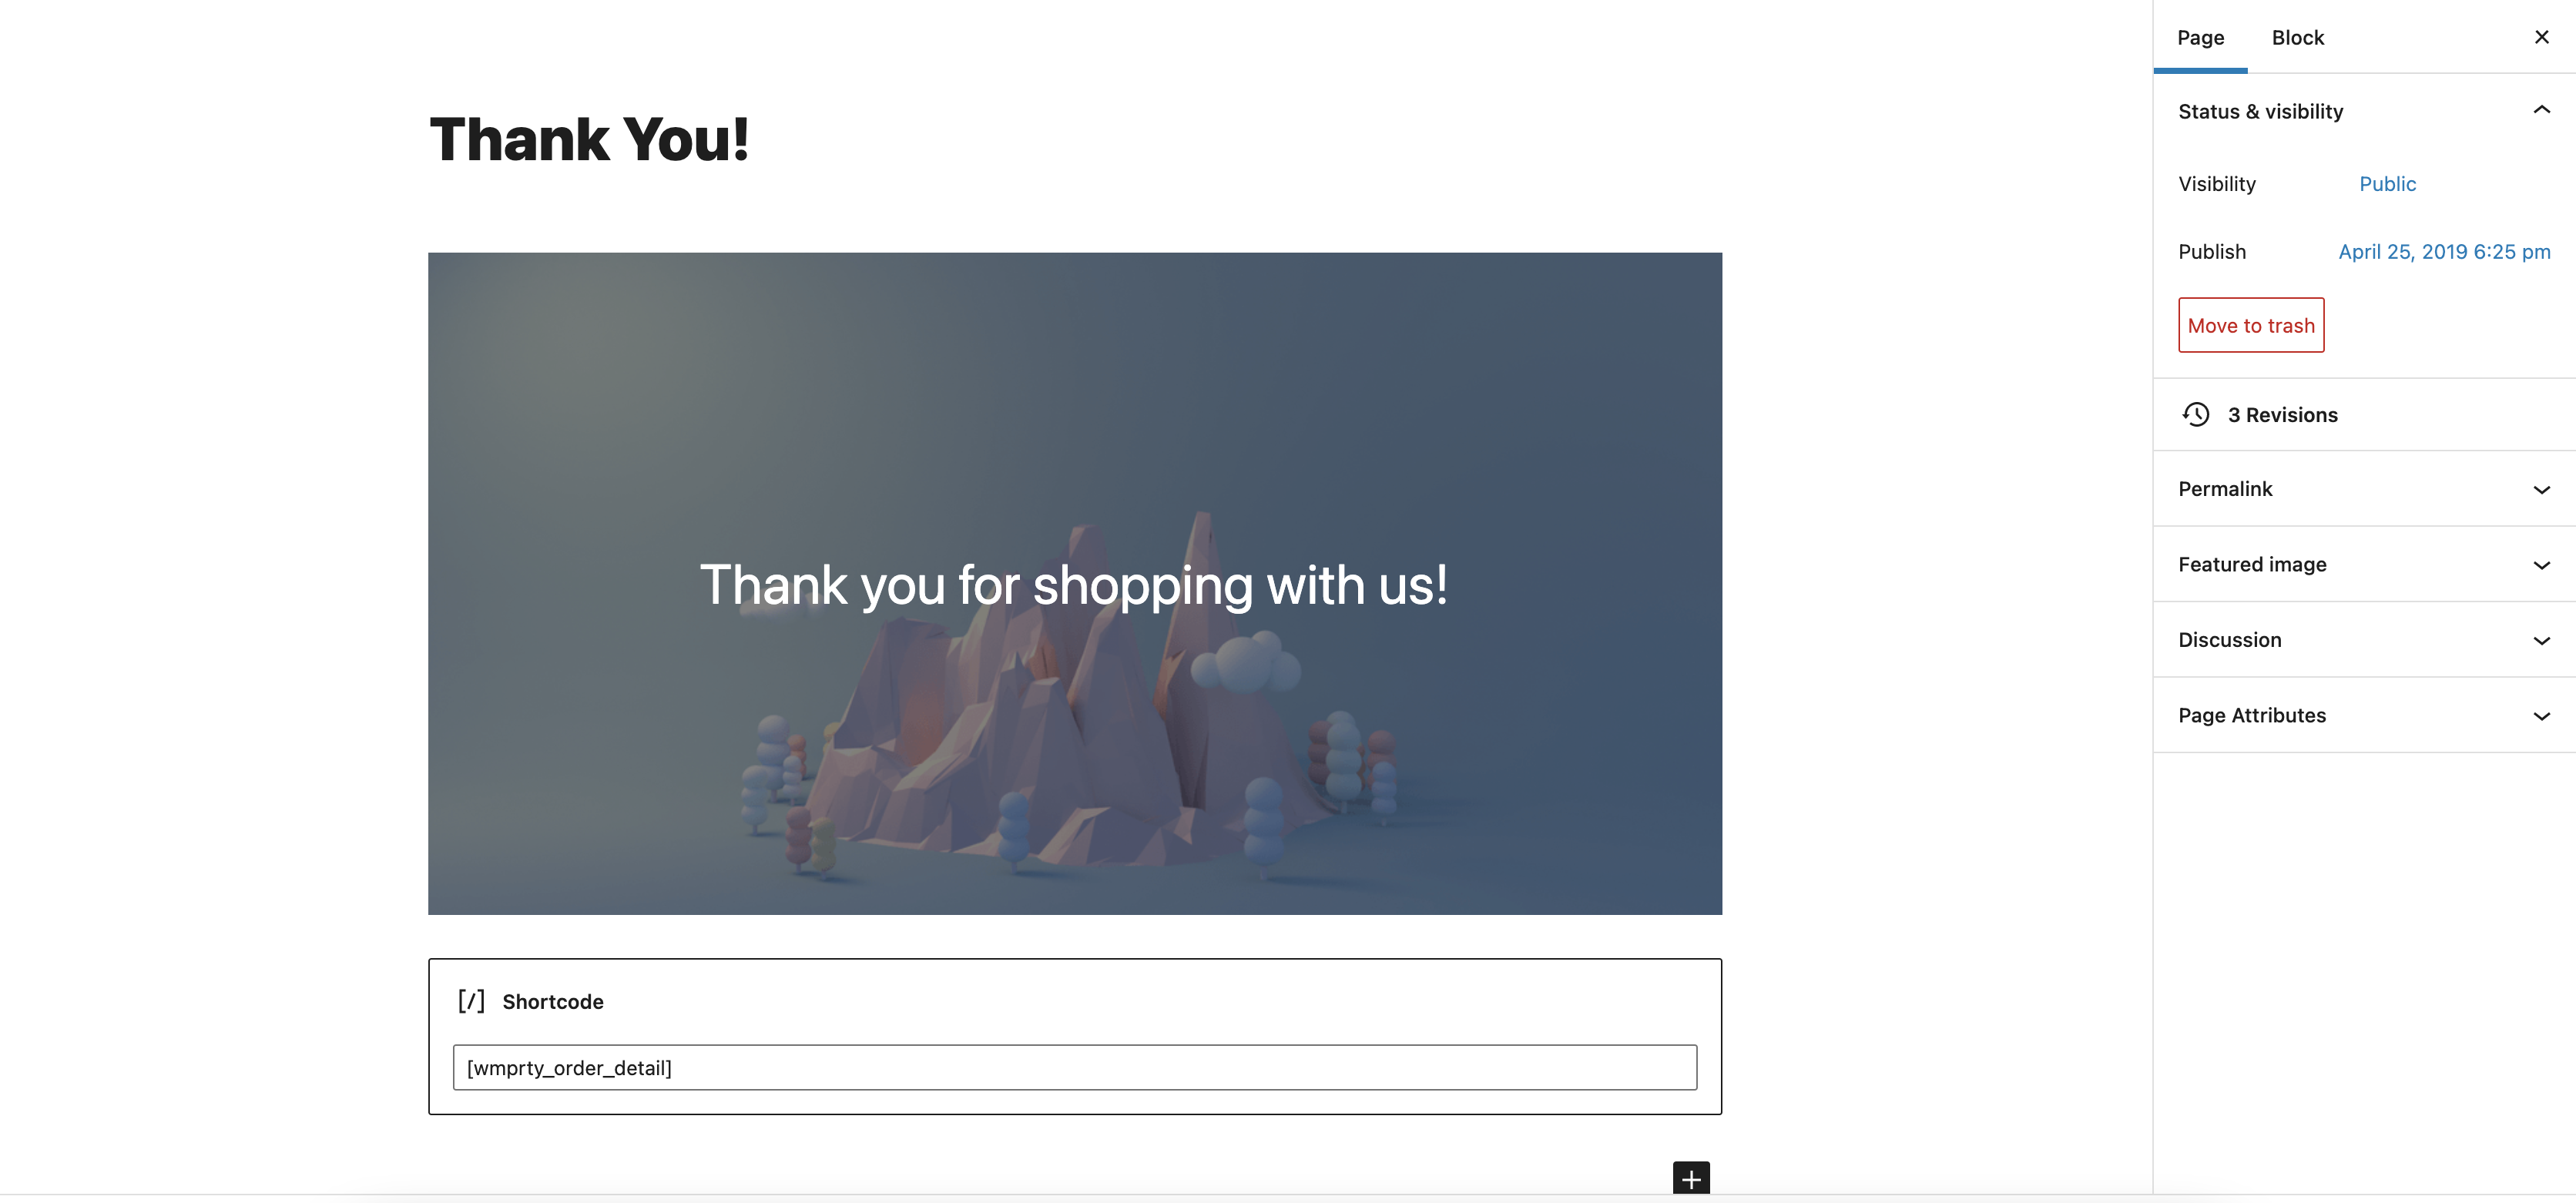 Page Block
Thank You!
Status & visibility
Visibility Public
Publish April 25, 2019 6:25 pm
Move to trash
3 Revisions
Permalink
Featured image
Discussion
Page Attributes
Thank you for shopping with us!
[/] Shortcode
[wmprty_order_detail]